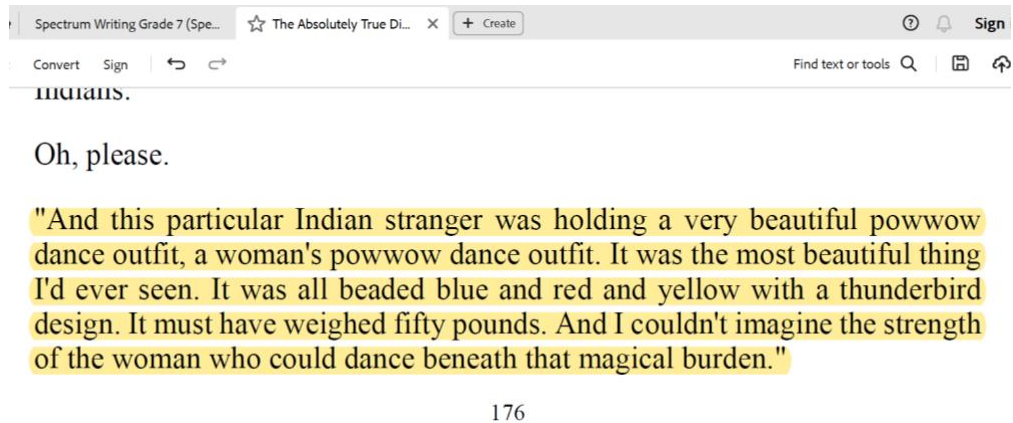 Spectrum Writing Grade 7 (Spe...
The Absolutely True Di...
+ Create
Sign
Convert Sign
Find text or tools
Indians.
Oh, please.
"And this particular Indian stranger was holding a very beautiful powwow
dance outfit, a woman's powwow dance outfit. It was the most beautiful thing
I'd ever seen. It was all beaded blue and red and yellow with a thunderbird
design. It must have weighed fifty pounds. And I couldn't imagine the strength
of the woman who could dance beneath that magical burden."
176